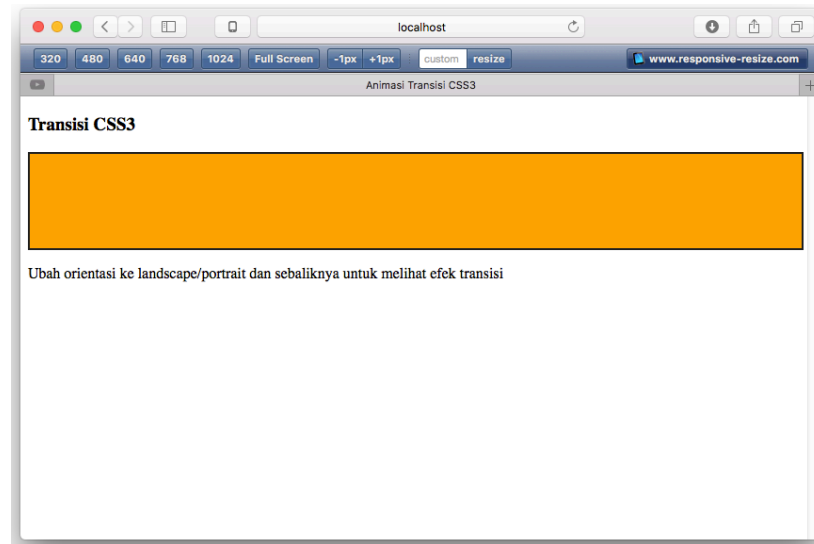 localhost
320 480 640 768 1024 Full Screen -1px +1px custom resize www.responsive-resize.com
Animasi Transisi CSS3
Transisi CSS3
Ubah orientasi ke landscape/portrait dan sebaliknya untuk melihat efek transisi